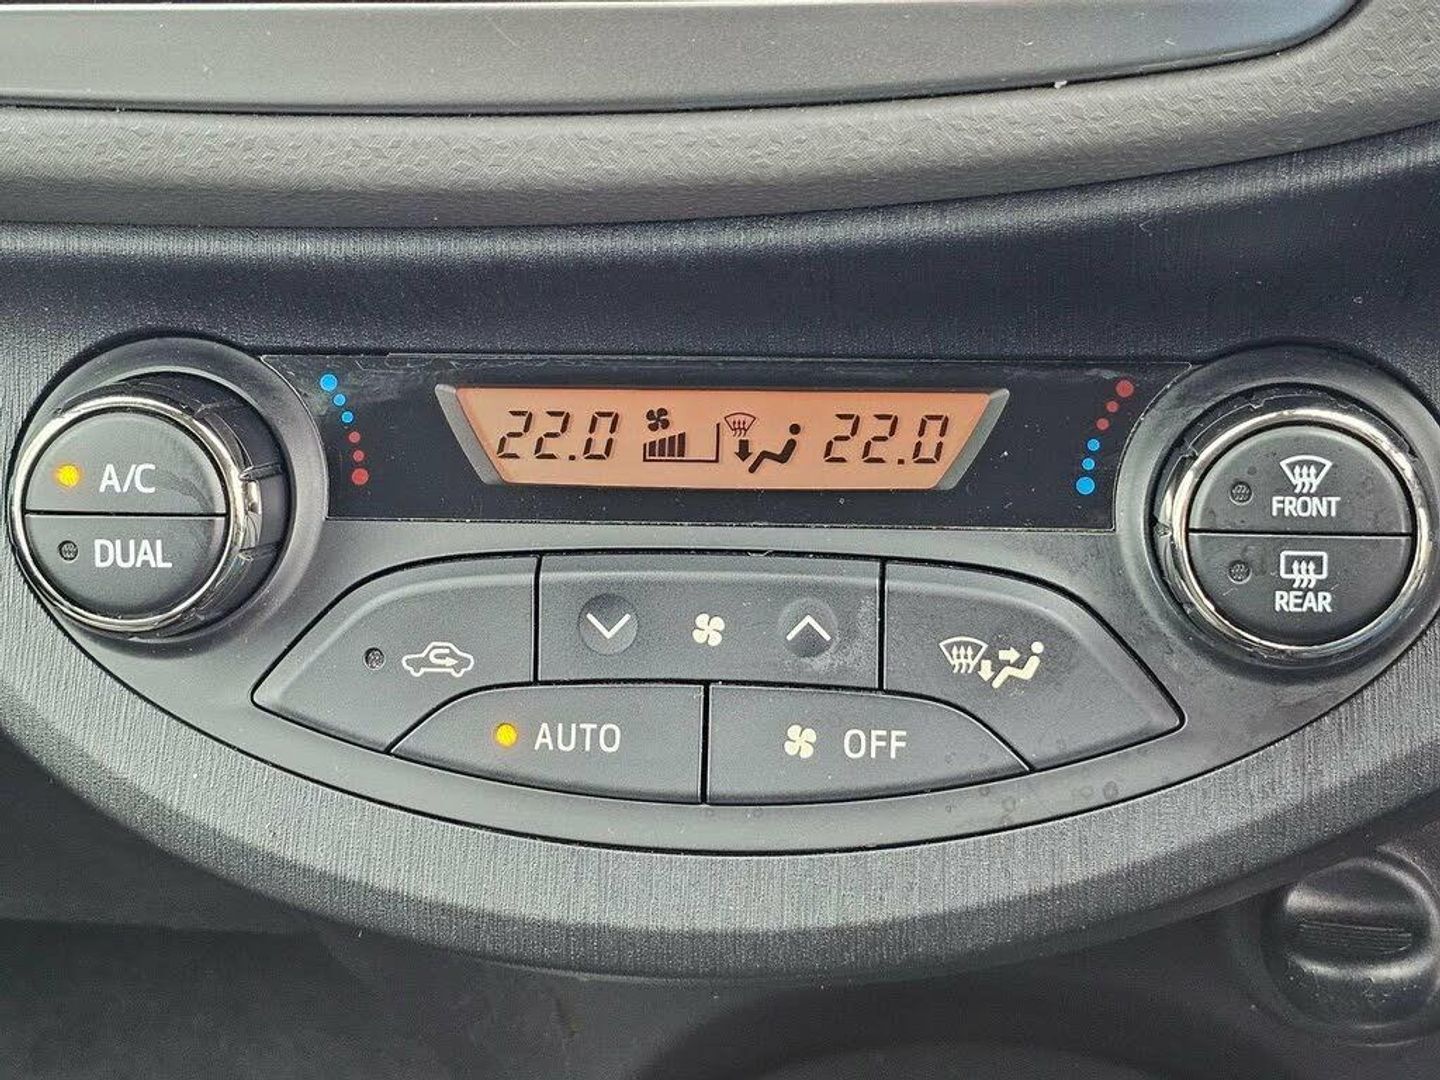 22.0 22.0
A/C
DUAL
FRONT
REAR
AUTO
OFF